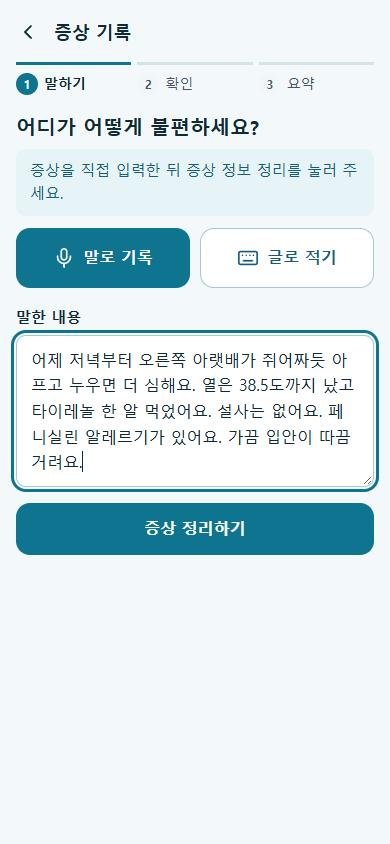 증상 기록
1 말하기 2 확인 3 요약
어디가 어떻게 불편하세요?
증상을 직접 입력한 뒤 증상 정보 정리를 눌러 주
세요.
말로 기록 글로 적기
말한 내용
어제 저녁부터 오른쪽 아랫배가 쥐어짜듯 아
프고 누우면 더 심해요. 열은 38.5도까지 났고
타이레놀 한 알 먹었어요. 설사는 없어요. 페
니실린 알레르기가 있어요. 가끔 입안이 따끔
거려요.
증상 정리하기